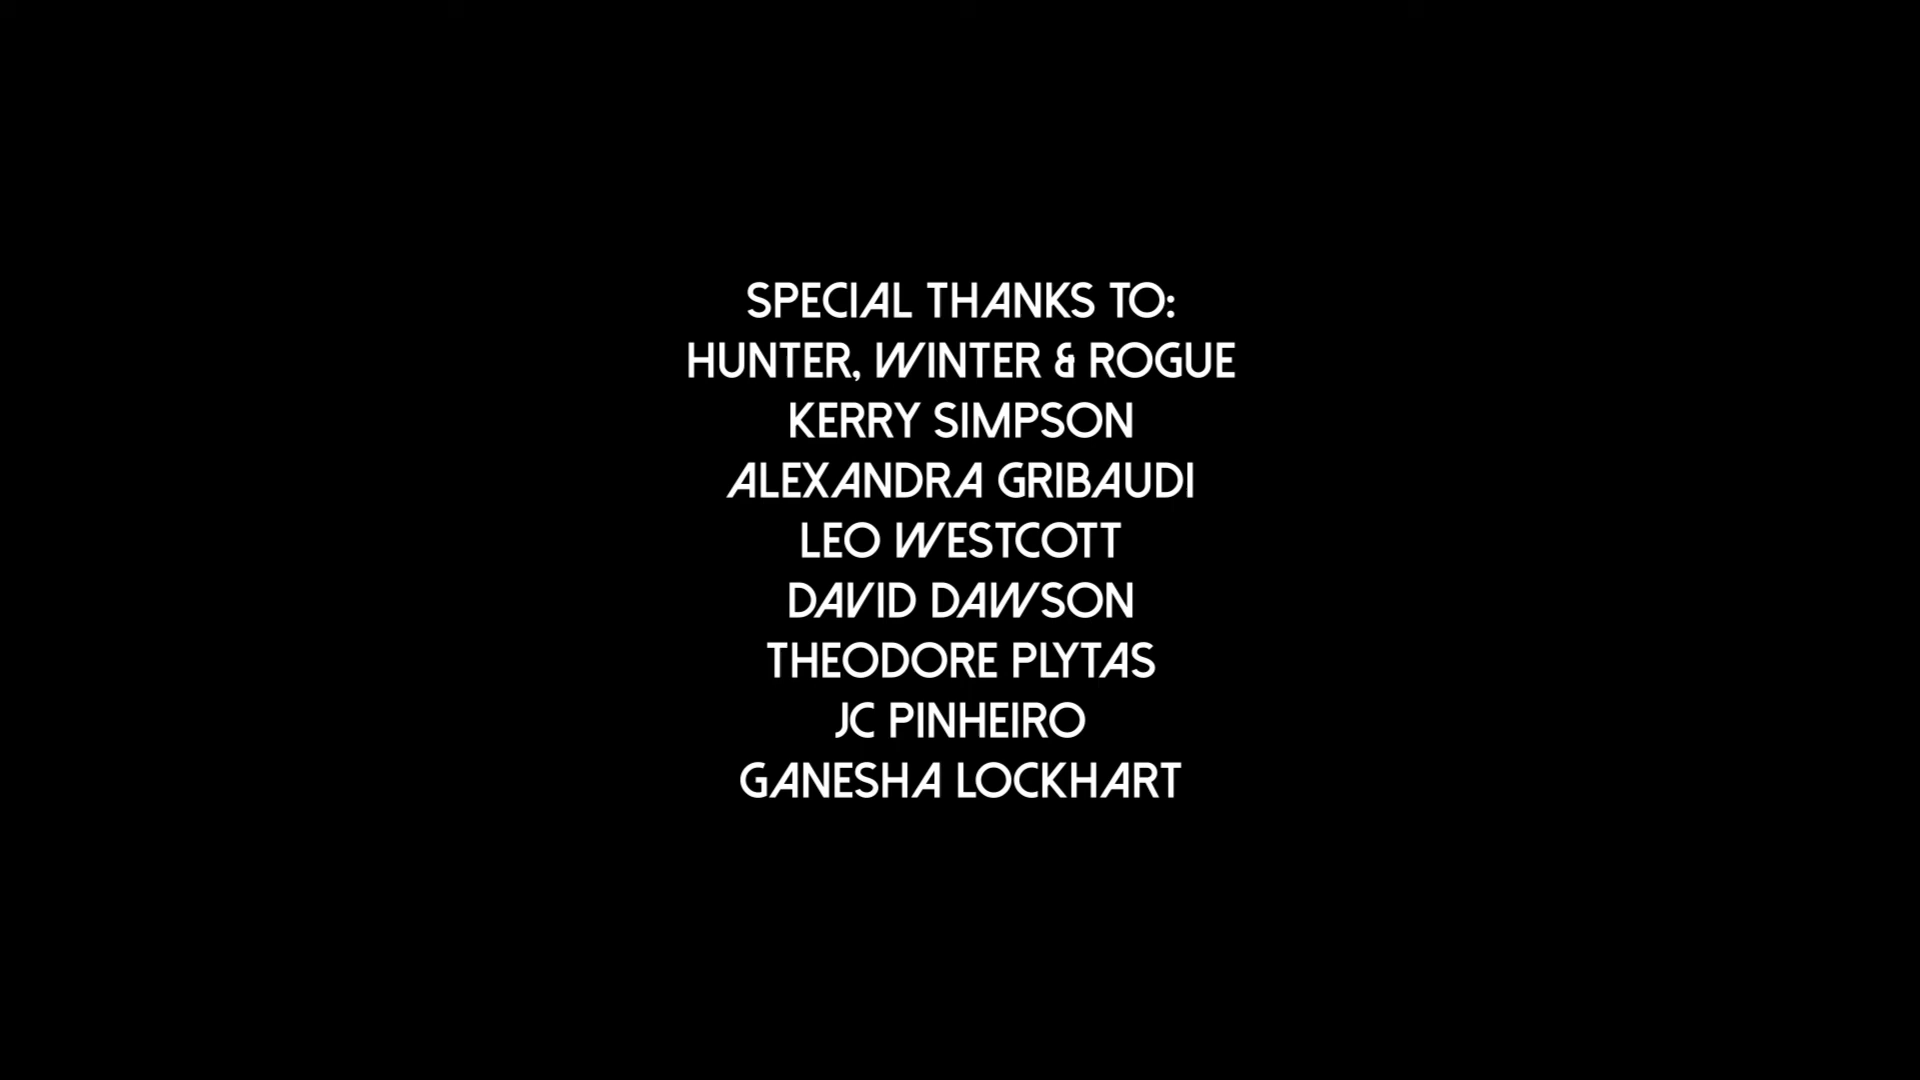 SPECIAL THANKS TO:
HUNTER, WINTER & ROGUE
KERRY SIMPSON
ALEXANDRA GRIBAUDI
LEO WESTCOTT
DAVID DAWSON
THEODORE PLYTAS
JC PINHEIRO
GANESHA LOCKHART